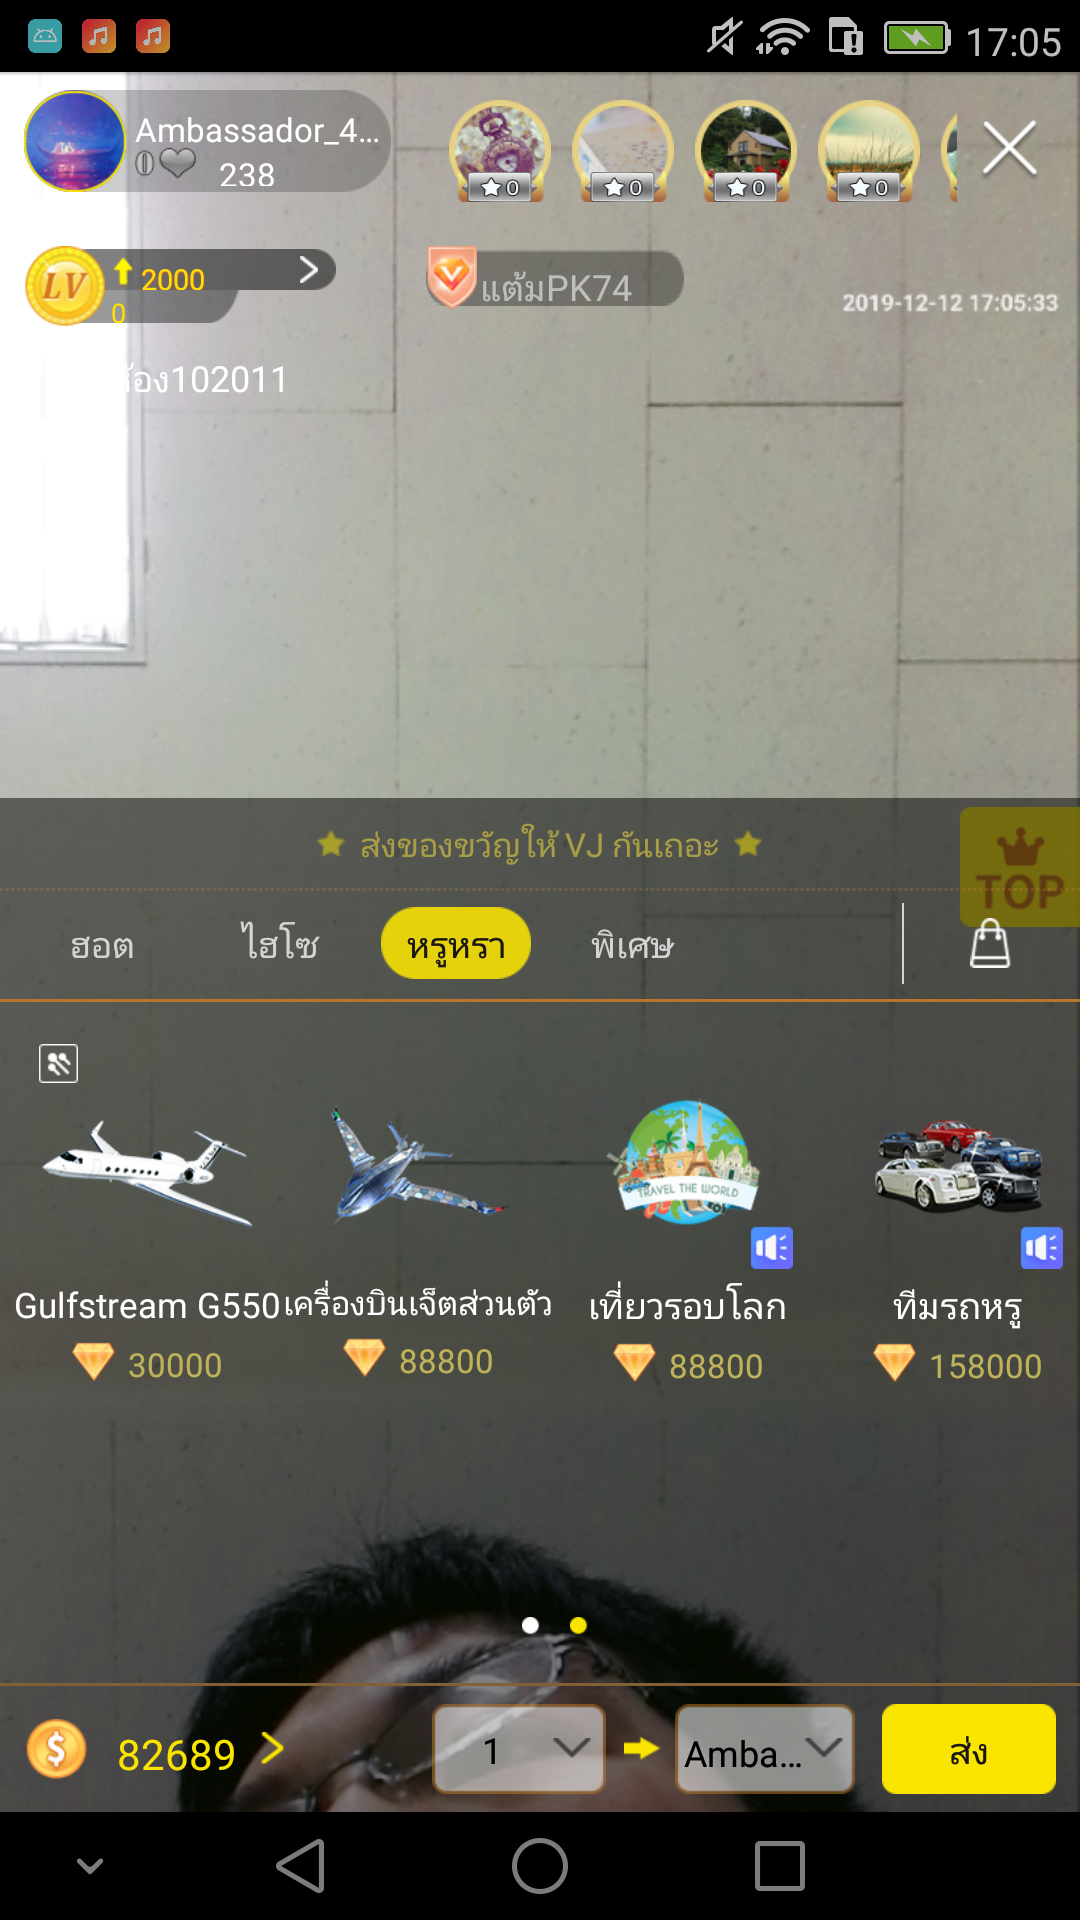 17:05
Ambassador_4...
238
0
0
0
0
0
LV
2000
0
แต้มPK74
2019-12-12 17:05:33
ห้อง102011
ส่งของขวัญให้ VJ กันเถอะ
TOP
ฮอต
ไฮโซ
หรูหรา
พิเศษ
TRAVEL THE WORLD
Gulfstream G550
เครื่องบินเจ็ตส่วนตัว
เที่ยวรอบโลก
ทีมรถหรู
30000
88800
88800
158000
82689
1
Amba...
ส่ง